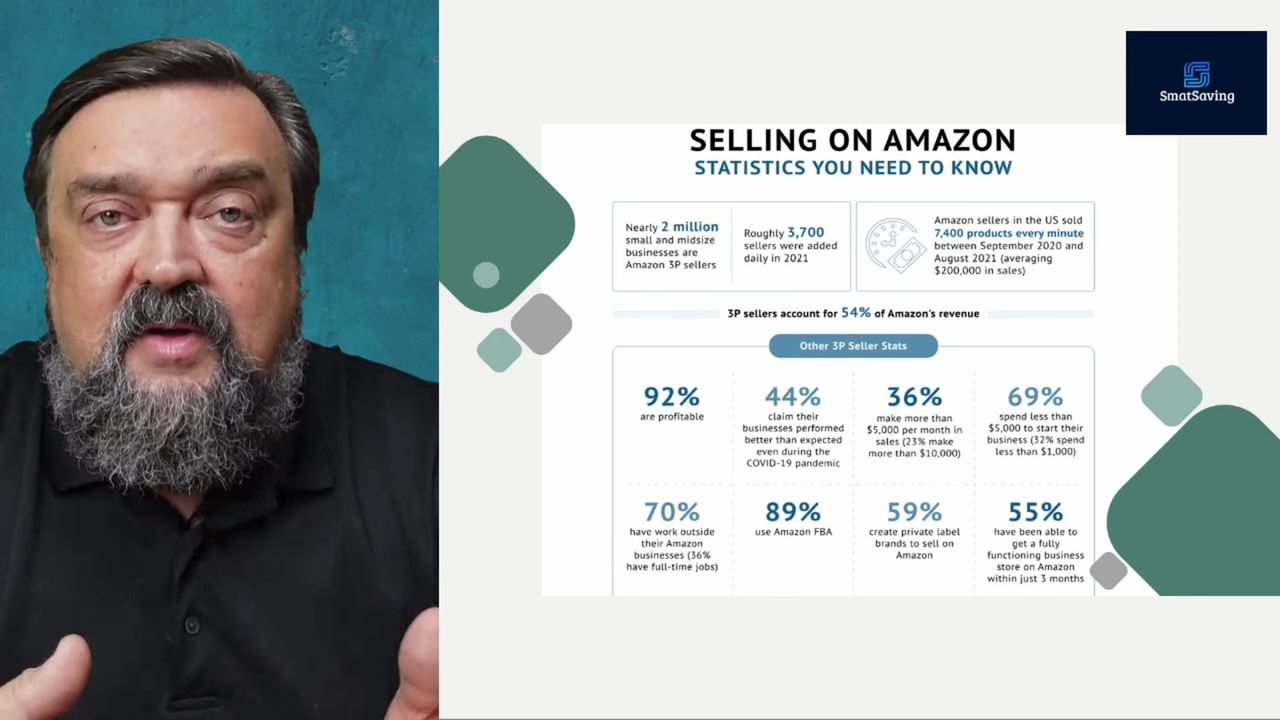 SmatSaving
SELLING ON AMAZON
STATISTICS YOU NEED TO KNOW
Nearly 2 million
small and midsize
businesses are
Amazon 3P sellers
Roughly 3,700
sellers were added
daily in 2021
Amazon sellers in the US sold
7,400 products every minute
between September 2020 and
August 2021 (averaging
$200,000 in sales)
3P sellers account for 54% of Amazon's revenue
Other 3P Seller Stats
92%
are profitable
44%
claim their
businesses performed
better than expected
even during the
COVID-19 pandemic
36%
make more than
$5,000 per month in
sales (23% make
more than $10,000)
69%
spend less than
$5,000 to start their
business (32% spend
less than $1,000)
70%
have work outside
their Amazon
businesses (36%
have full-time jobs)
89%
use Amazon FBA
59%
create private label
brands to sell on
Amazon
55%
have been able to
get a fully
functioning business
store on Amazon
within just 3 months